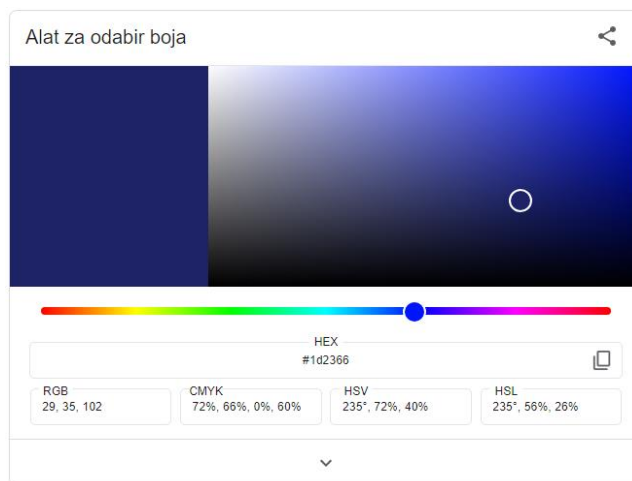 Alat za odabir boja
HEX
#1d2366
RGB
29, 35, 102
CMYK
72%, 66%, 0%, 60%
HSV
235°, 72%, 40%
HSL
235°, 56%, 26%